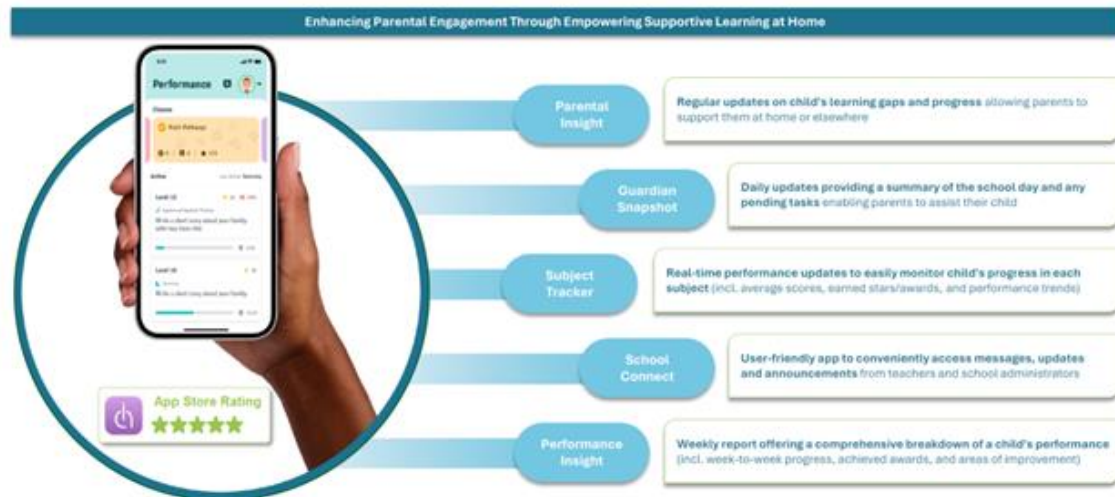 Enhancing Parental Engagement Through Empowering Supportive Learning at Home
Performance
Parental
Insight
Regular updates on child's learning gaps and progress allowing parents to
support them at home or elsewhere
Guardian
Snapshot
Daily updates providing a summary of the school day and any
pending tasks enabling parents to assist their child
Subject
Tracker
Real-time performance updates to easily monitor child's progress in each
subject (incl. average scores, earned stars/awards, and performance trends)
School
Connect
User-friendly app to conveniently access messages, updates
and announcements from teachers and school administrators
Performance
Insight
Weekly report offering a comprehensive breakdown of a child's performance
(incl. week-to-week progress, achieved awards, and areas of improvement)
App Store Rating